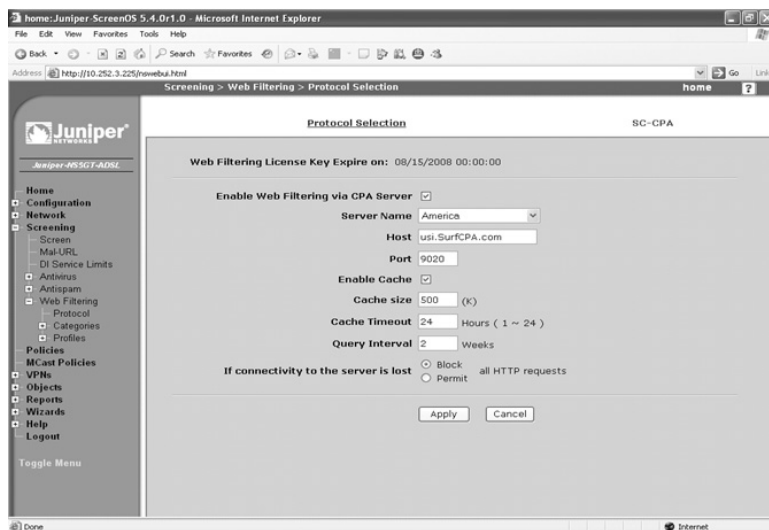 home:Juniper-ScreenOS 5.4.0r1.0 - Microsoft Internet Explorer
File Edit View Favorites Tools Help
Back Search Favorites
Address http://10.252.3.225/nswebui.html Go Link
Screening > Web Filtering > Protocol Selection home ?
Juniper
NETWORKS
Juniper-NS5GT-ADSL
Home
Configuration
Network
Screening
Screen
Mal-URL
DI Service Limits
Antivirus
Antispam
Web Filtering
Protocol
Categories
Profiles
Policies
MCast Policies
VPNs
Objects
Reports
Wizards
Help
Logout
Toggle Menu
Protocol Selection SC-CPA
Web Filtering License Key Expire on: 08/15/2008 00:00:00
Enable Web Filtering via CPA Server
Server Name America
Host usi.SurfCPA.com
Port 9020
Enable Cache
Cache size 500 (K)
Cache Timeout 24 Hours ( 1 ~ 24 )
Query Interval 2 Weeks
If connectivity to the server is lost Block all HTTP requests
Permit
Apply Cancel
Done Internet